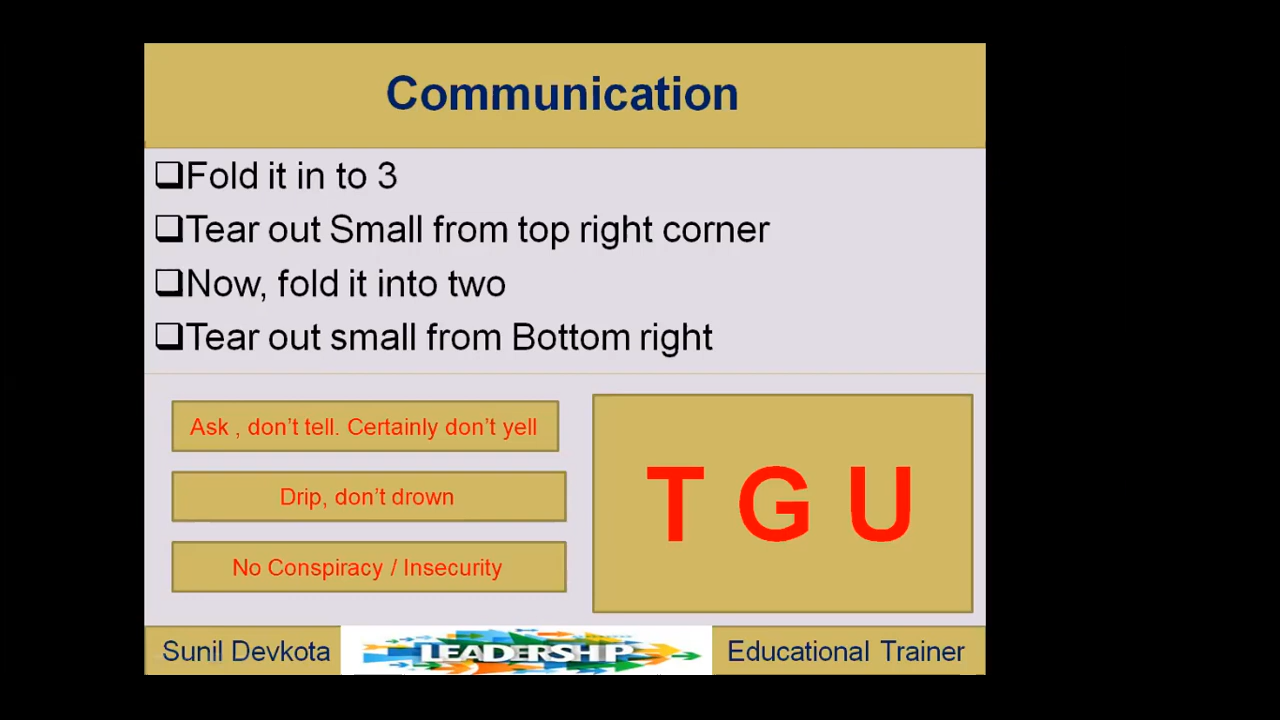 Communication
❑Fold it in to 3
❑Tear out Small from top right corner
❑Now, fold it into two
❑Tear out small from Bottom right
Ask , don’t tell. Certainly don’t yell
Drip, don’t drown
No Conspiracy / Insecurity
T G U
Sunil Devkota
LEADERSHIP
Educational Trainer